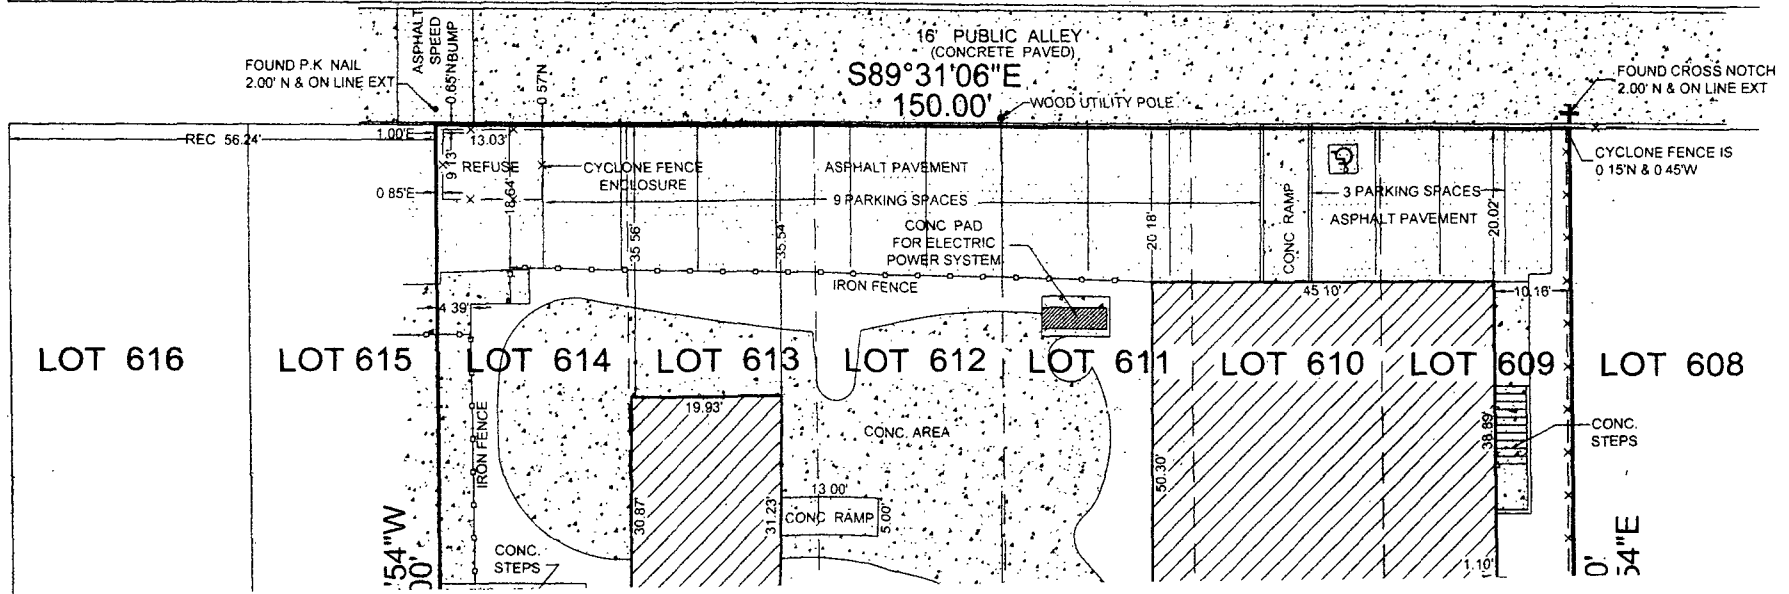 16' PUBLIC ALLEY
(CONCRETE PAVED)
S89°31'06"E
150.00'
WOOD UTILITY POLE
ASPHALT
SPEED
BUMP
0.65'N
0 57'N
FOUND P.K NAIL
2.00' N & ON LINE EXT
FOUND CROSS NOTCH
2.00' N & ON LINE EXT
CYCLONE FENCE IS
0 15'N & 0 45'W
REC 56.24'
1.00'E
13.03'
9 13'
REFUSE
18.64'
0 85'E
CYCLONE FENCE
ENCLOSURE
ASPHALT PAVEMENT
9 PARKING SPACES
CONC PAD
FOR ELECTRIC
POWER SYSTEM
35 56'
35.54'
20 18'
CONC RAMP
3 PARKING SPACES
ASPHALT PAVEMENT
20.02'
IRON FENCE
45 10'
10.16'
4 39'
LOT 616
LOT 615
LOT 614
LOT 613
LOT 612
LOT 611
LOT 610
LOT 609
LOT 608
19.93'
IRON FENCE
CONC. AREA
CONC.
STEPS
38.89'
50.30'
30.87'
31.23'
13 00'
CONC RAMP
5.00'
CONC.
STEPS
1.10'
'54"W
00'
0'
54"E